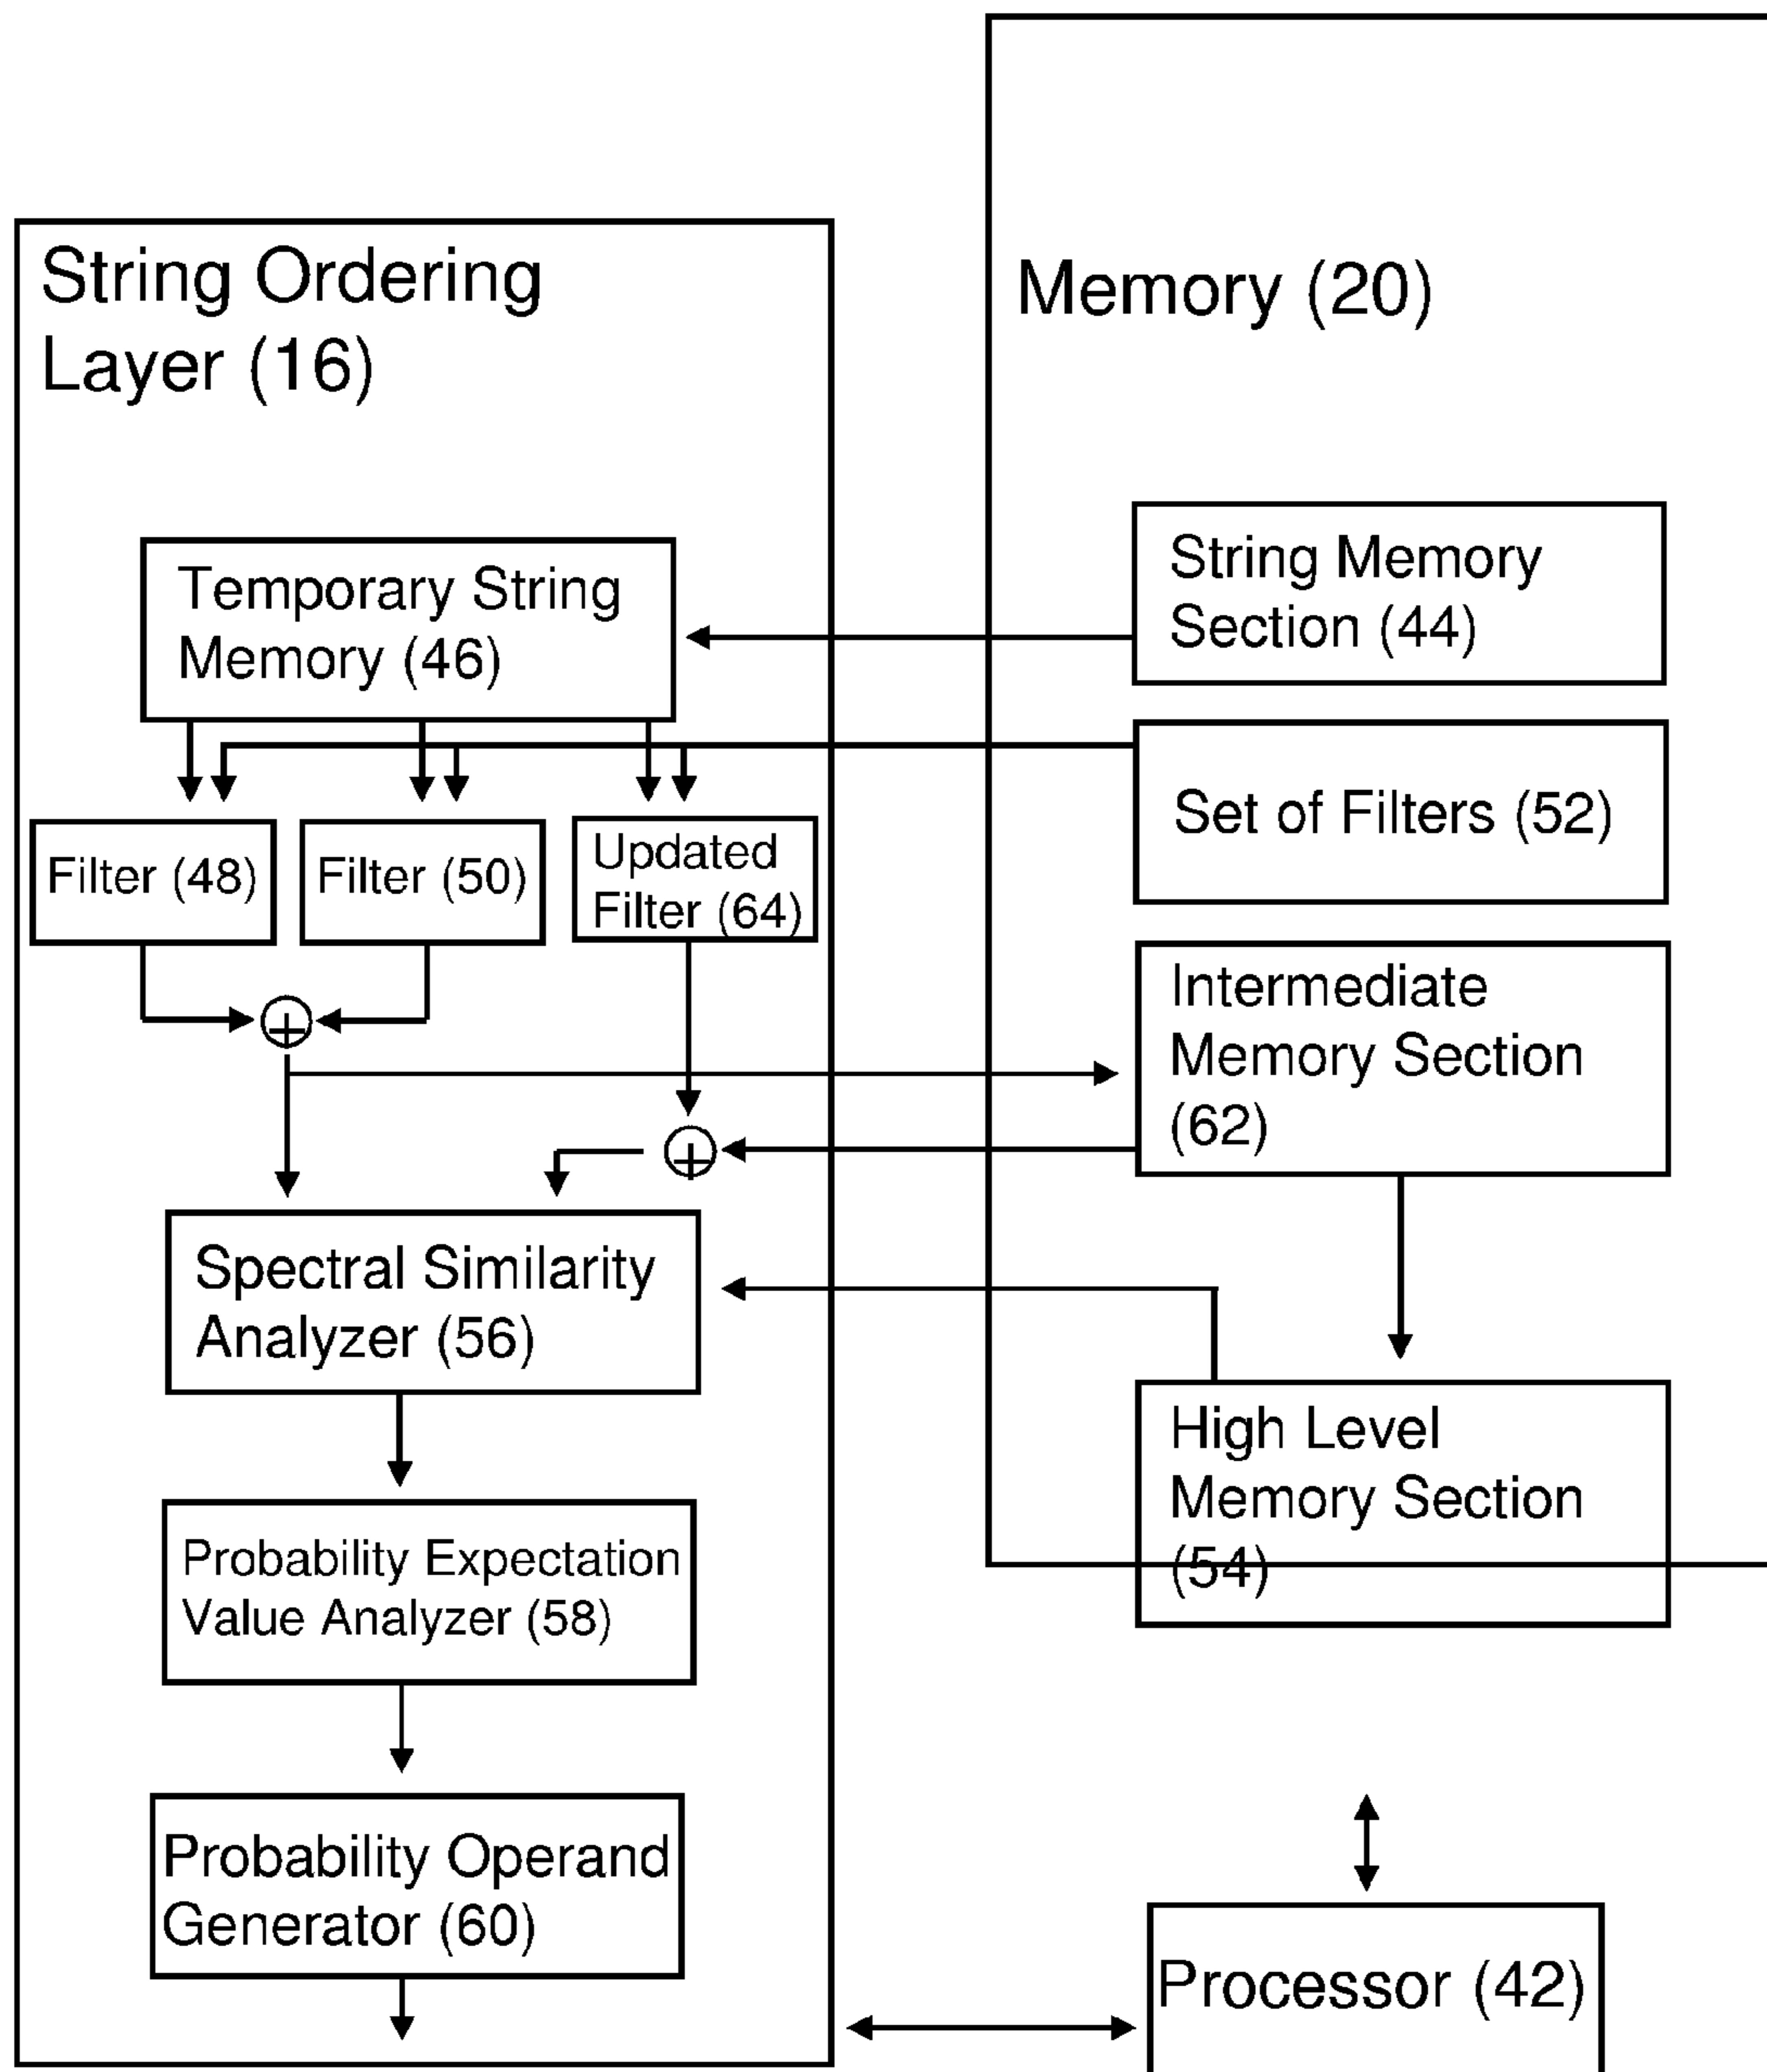 String Ordering
Layer (16)
Memory (20)
Temporary String
Memory (46)
String Memory
Section (44)
Set of Filters (52)
Filter (48)
Filter (50)
Updated
Filter (64)
Intermediate
Memory Section
(62)
Spectral Similarity
Analyzer (56)
High Level
Memory Section
(54)
Probability Expectation
Value Analyzer (58)
Probability Operand
Generator (60)
Processor (42)